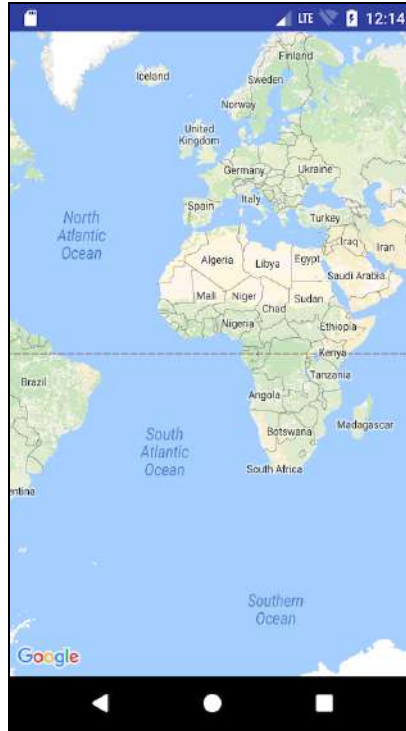 LTE 12:14
Finland
Iceland
Sweden
Norway
United
Kingdom
Germany
Ukraine
Spain
Italy
Turkey
North
Atlantic
Ocean
Iraq
Iran
Algeria
Libya
Egypt
Saudi Arabia
Mali
Niger
Chad
Sudan
Nigeria
Ethiopia
Kenya
Brazil
Tanzania
Angola
South
Atlantic
Ocean
Botswana
Madagascar
South Africa
entina
Southern
Ocean
Google